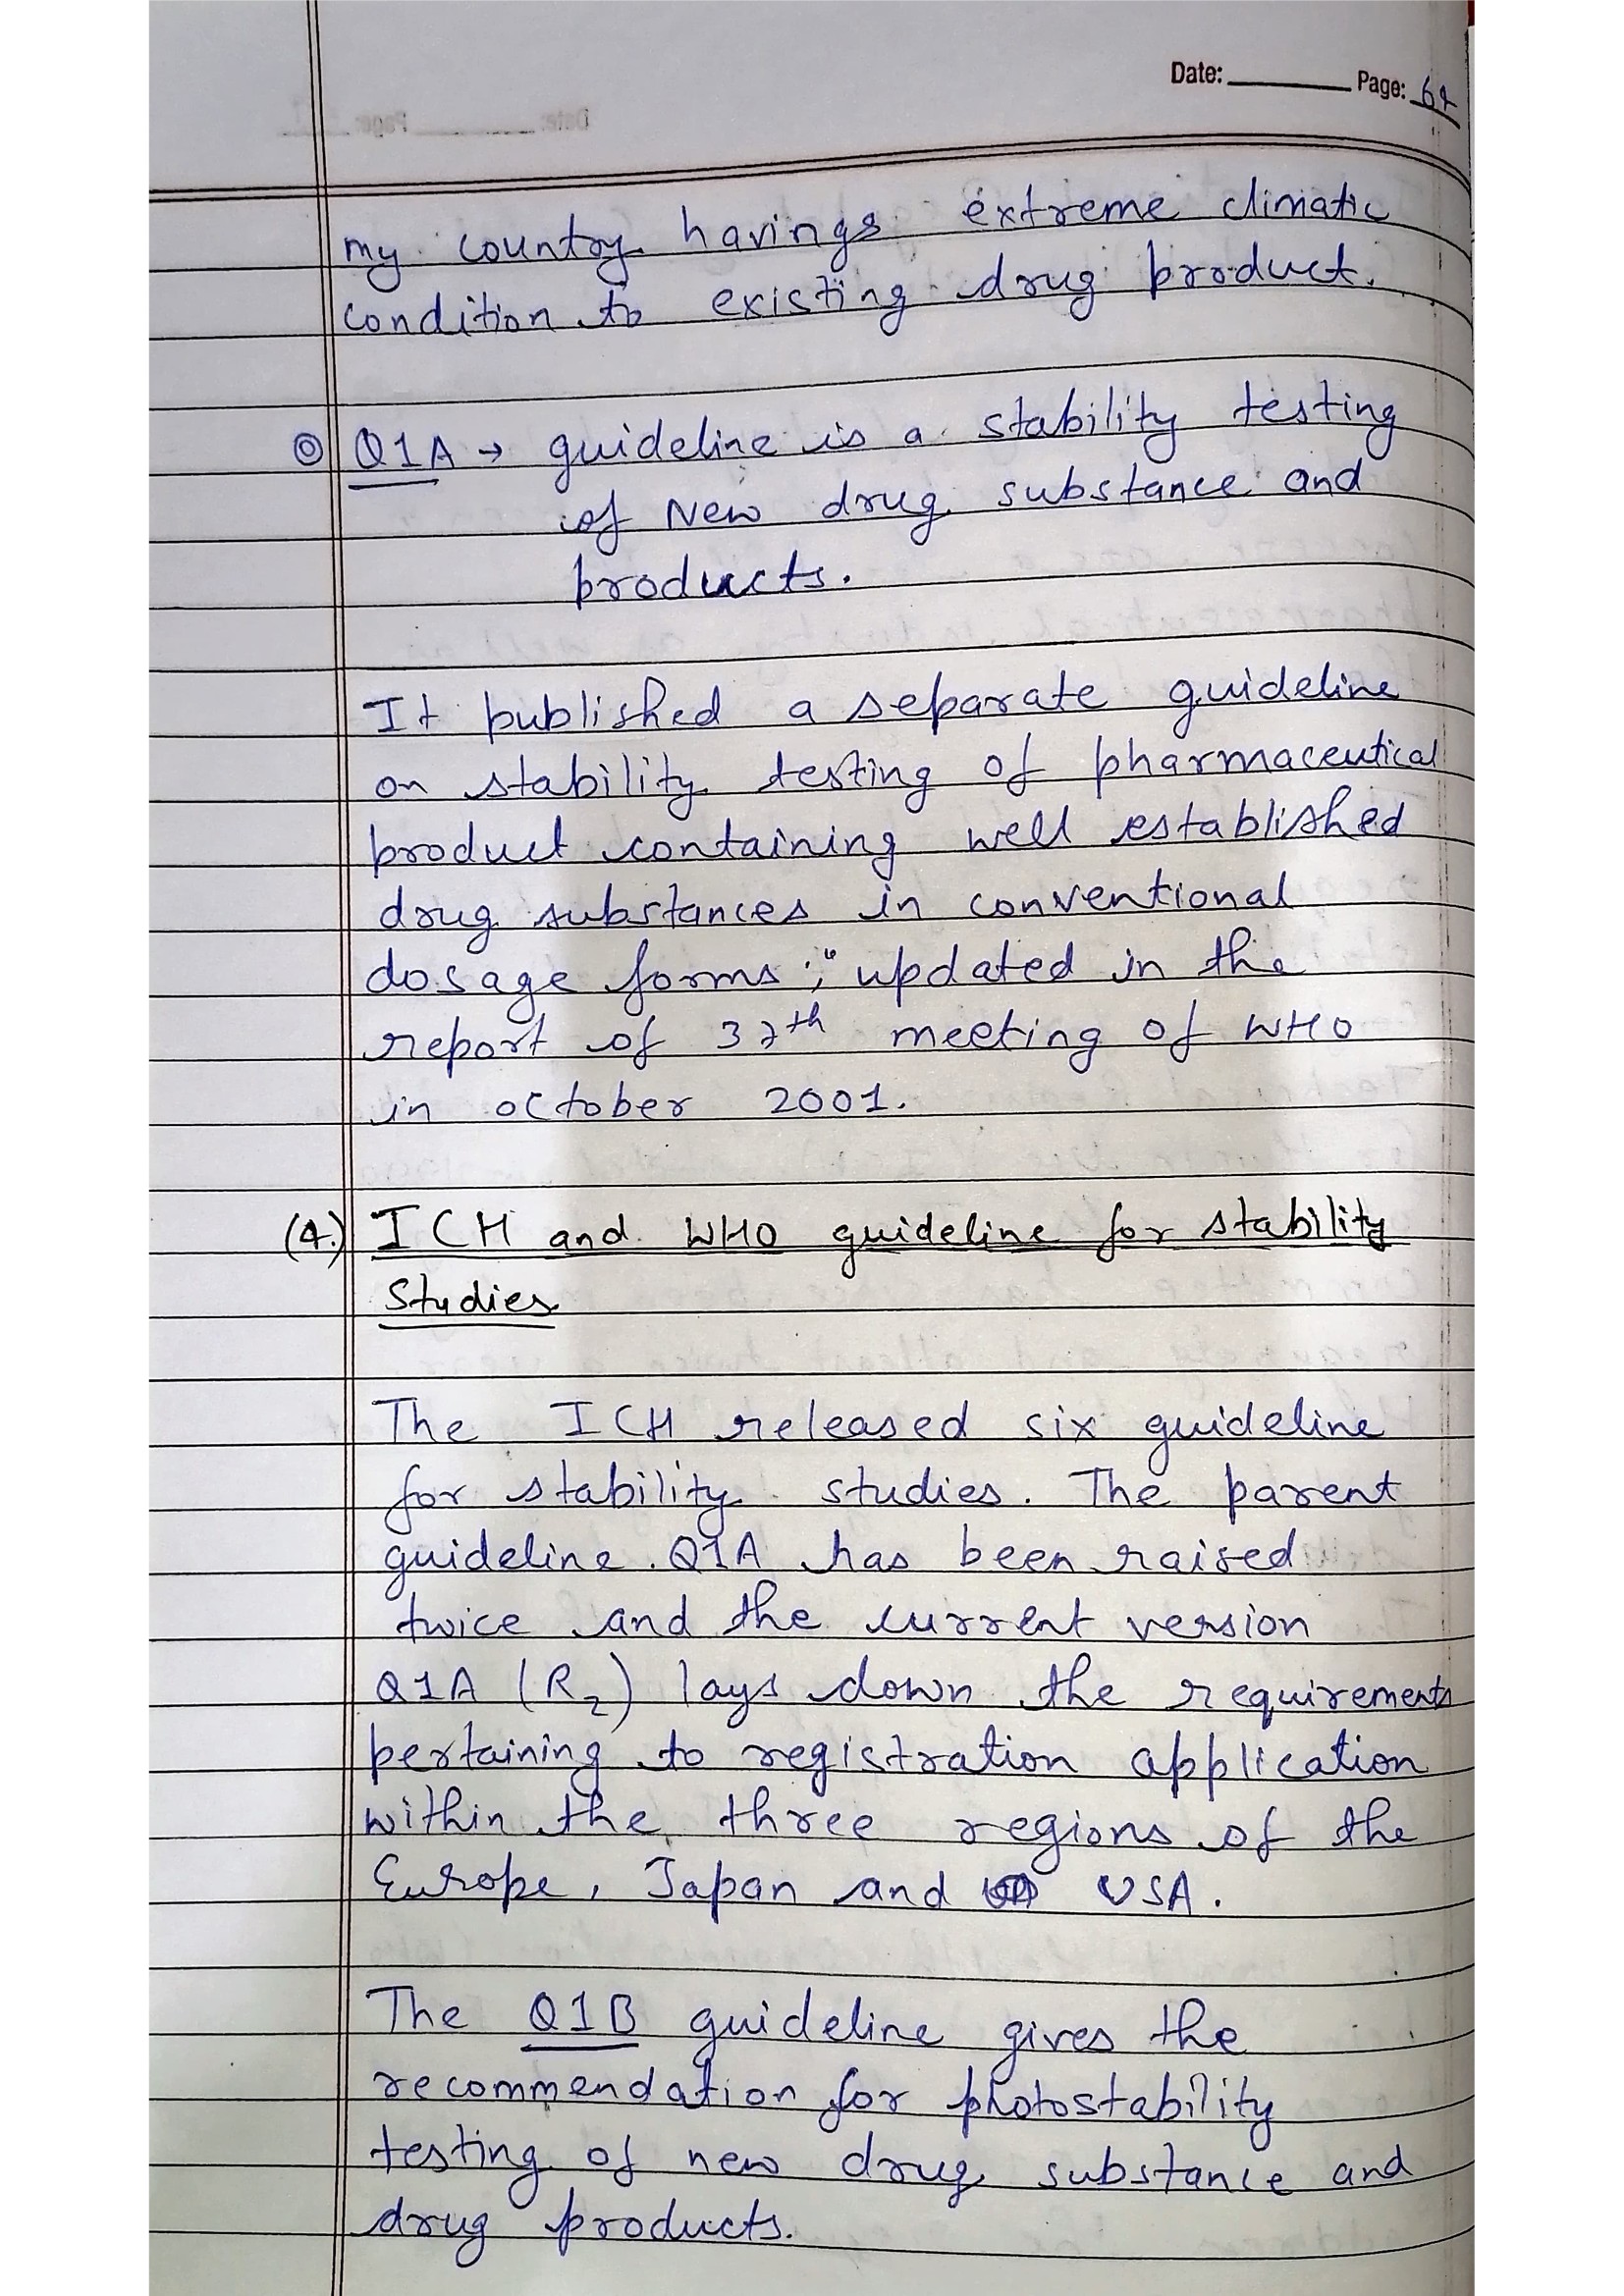 Date: Page: 62
my country havings extreme climatic
condition to existing drug product.
◎ Q1A → guideline is a stability testing
of New drug substance and
products.
It published a separate guideline
on stability testing of pharmaceutical
product containing well established
drug substances in conventional
dosage forms ;" updated in the
report of 37th meeting of WHO
in october 2001.
(4.) ICH and WHO guideline for stability
Studies
The ICH released six guideline
for stability studies. The parent
guideline Q1A has been raised
twice and the current version
Q1A (R2) lays down the requirements
pertaining to registration application
within the three regions of the
Europe, Japan and USA.
The Q1B guideline gives the
recommendation for photostability
testing of new drug substance and
drug products.